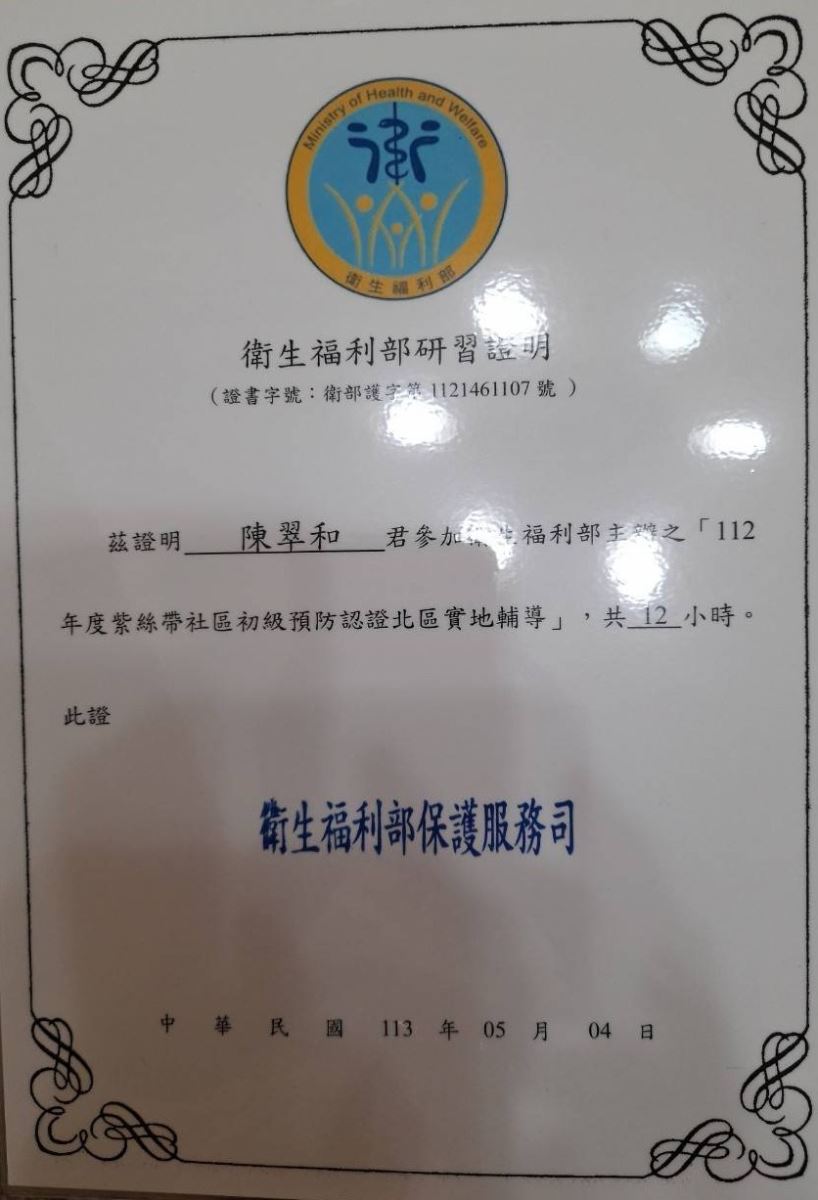 Ministry of Health and Welfare
衛生福利部
衛生福利部研習證明
（證書字號：衛部護字第 1121461107 號 ）
茲證明 陳翠和 君參加衛生福利部主辦之「112
年度紫絲帶社區初級預防認證北區實地輔導」，共 12 小時。
此證
衛生福利部保護服務司
中 華 民 國 113 年 05 月 04 日